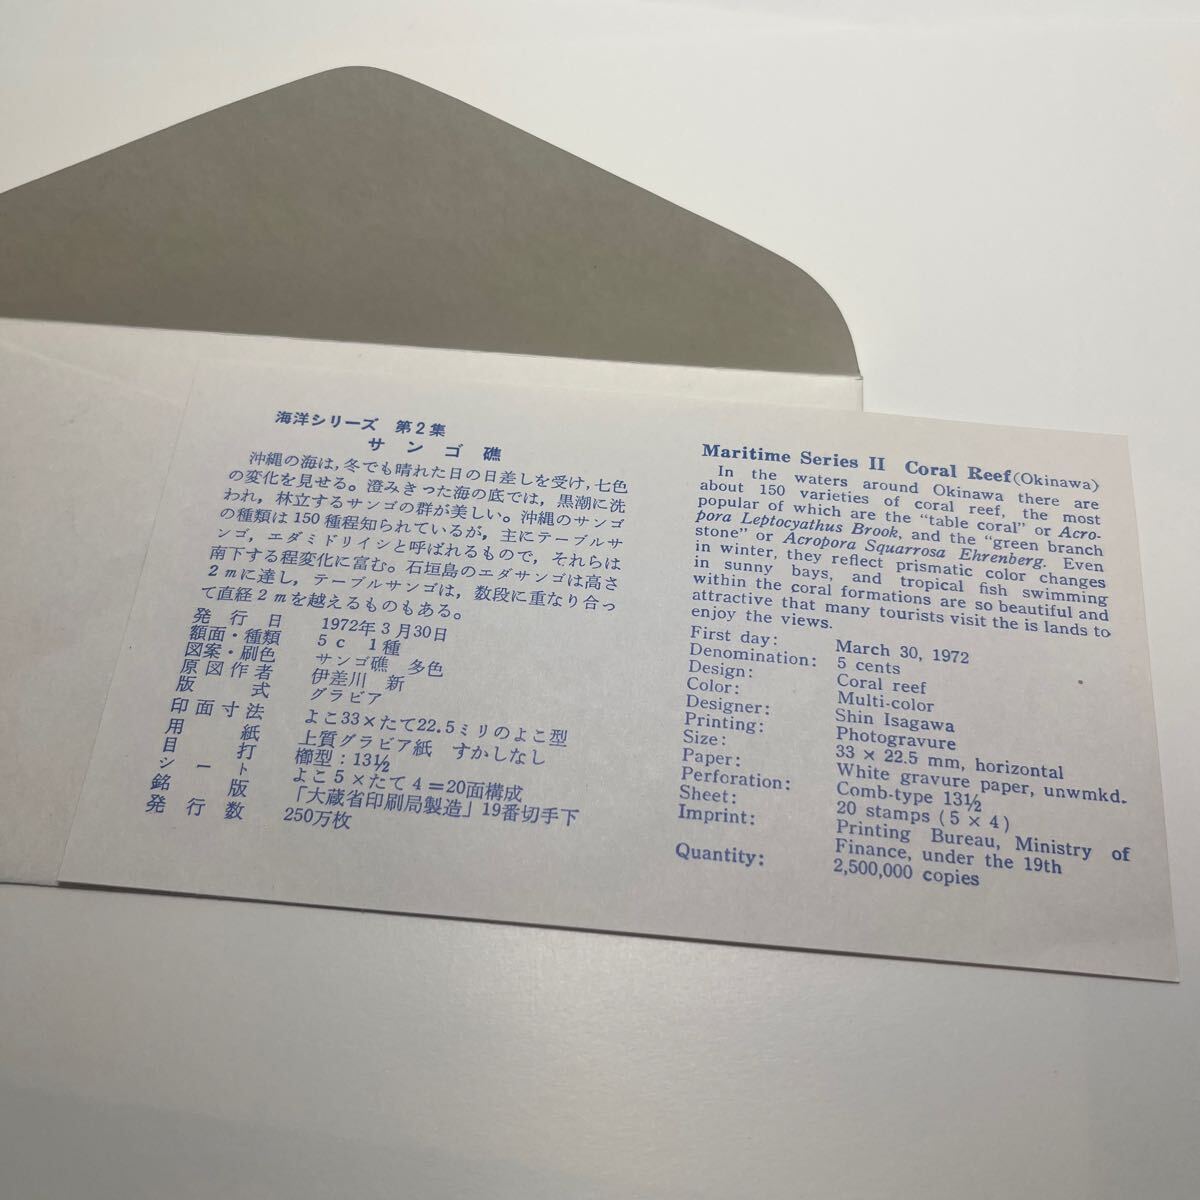 海洋シリーズ 第2集
サンゴ礁
沖縄の海は，冬でも晴れた日の日差しを受け，七色
の変化を見せる。澄みきった海の底では，黒潮に洗
われ，林立するサンゴの群が美しい。沖縄のサンゴ
の種類は150種程知られているが，主にテーブルサ
ンゴ，エダミドリイシと呼ばれるもので，それらは
南下する程変化に富む。石垣島のエダサンゴは高さ
2mに達し，テーブルサンゴは，数段に重なり合っ
て直経2mを越えるものもある。
発行日 1972年3月30日
額面・種類 5c 1種
図案・刷色 サンゴ礁 多色
原図作者 伊差川 新
版式 グラビア
印面寸法 よこ33×たて22.5ミリのよこ型
用紙 上質グラビア紙 すかしなし
目打 櫛型：13½
シート よこ5×たて4＝20面構成
銘版 「大蔵省印刷局製造」19番切手下
発行数 250万枚
Maritime Series II Coral Reef (Okinawa)
In the waters around Okinawa there are
about 150 varieties of coral reef, the most
popular of which are the "table coral" or Acro-
pora Leptocyathus Brook, and the "green branch
stone" or Acropora Squarrosa Ehrenberg. Even
in winter, they reflect prismatic color changes
in sunny bays, and tropical fish swimming
within the coral formations are so beautiful and
attractive that many tourists visit the is lands to
enjoy the views.
First day: March 30, 1972
Denomination: 5 cents
Design: Coral reef
Color: Multi-color
Designer: Shin Isagawa
Printing: Photogravure
Size: 33 × 22.5 mm, horizontal
Paper: White gravure paper, unwmkd.
Perforation: Comb-type 13½
Sheet: 20 stamps (5 × 4)
Imprint: Printing Bureau, Ministry of
Finance, under the 19th
Quantity: 2,500,000 copies